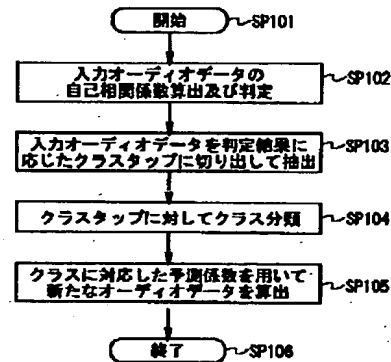 開始
SP101
入力オーディオデータの
自己相関係数算出及び判定
SP102
入力オーディオデータを判定結果に
応じたクラスタップに切り出して抽出
SP103
クラスタップに対してクラス分類
SP104
クラスに対応した予測係数を用いて
新たなオーディオデータを算出
SP105
終了
SP106